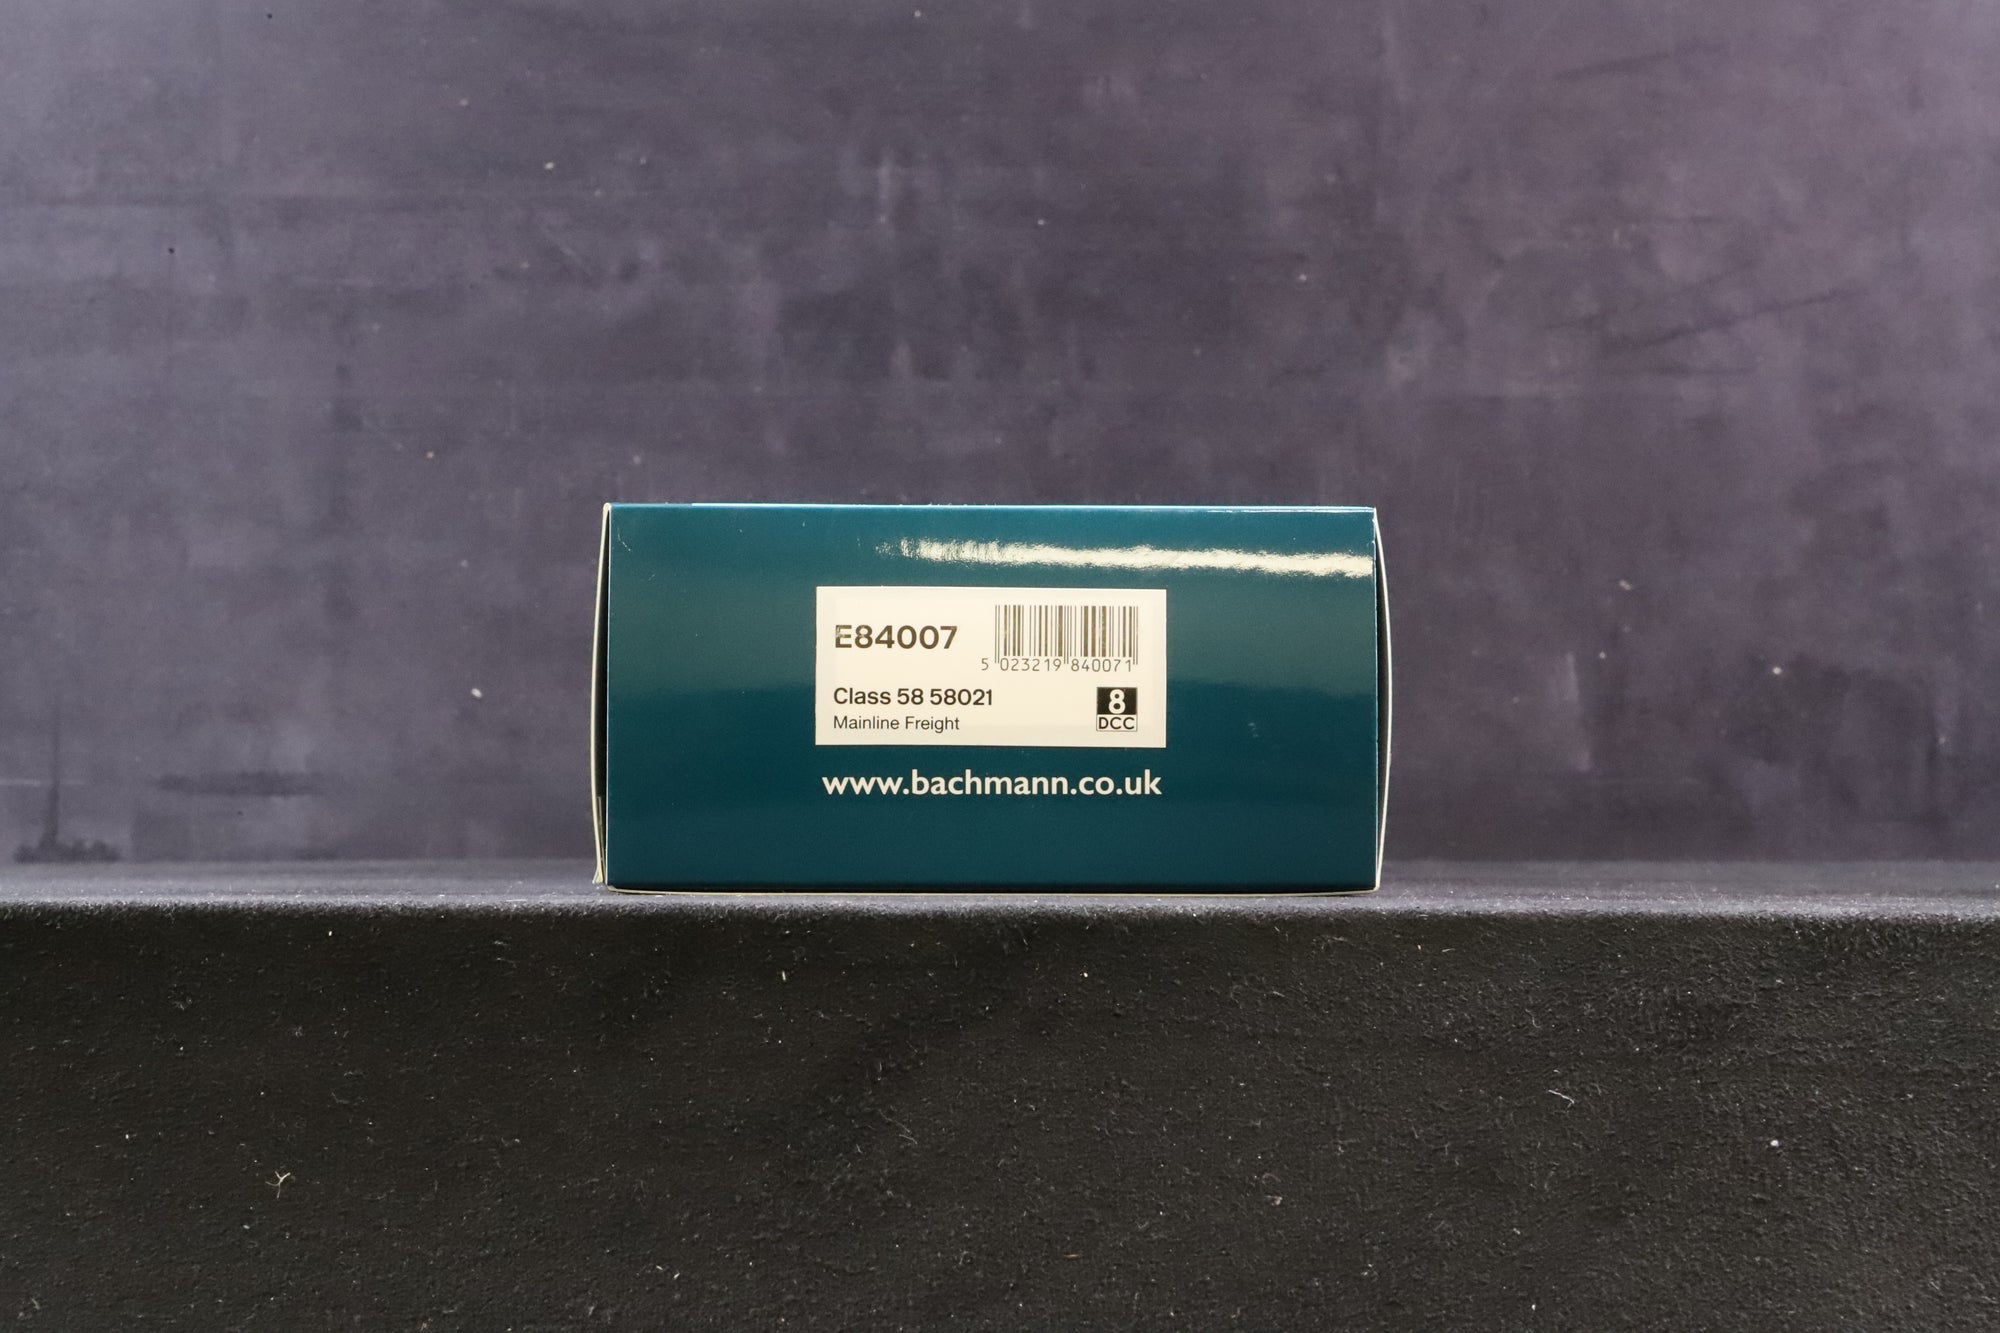 E84007
5 023219 840071
Class 58 58021
Mainline Freight
8
DCC
www.bachmann.co.uk